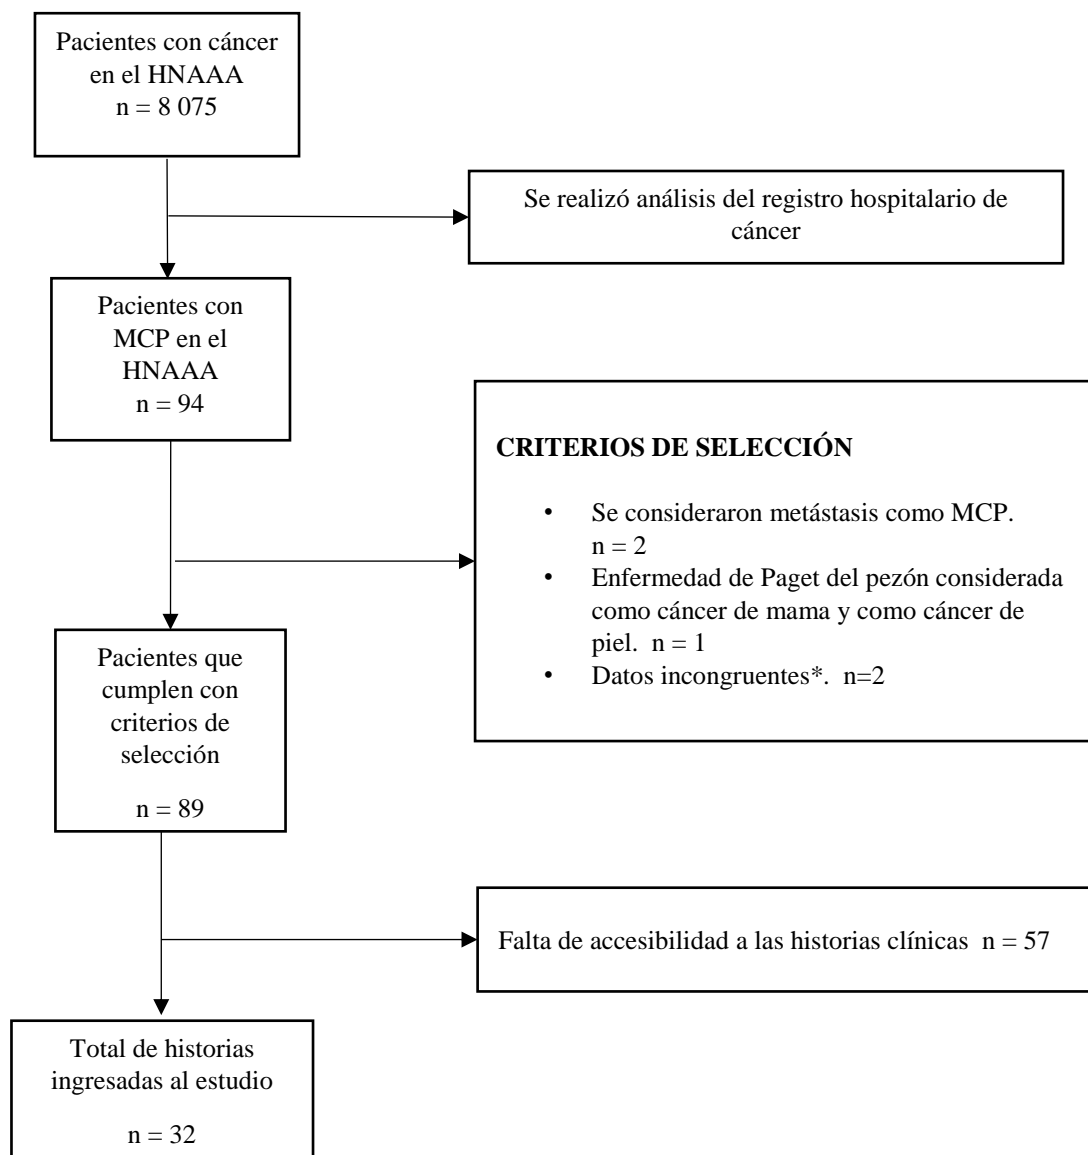 Pacientes con cáncer
en el HNAAA
n = 8 075
Se realizó análisis del registro hospitalario de
cáncer
Pacientes con
MCP en el
HNAAA
n = 94
CRITERIOS DE SELECCIÓN
• Se consideraron metástasis como MCP.
n = 2
• Enfermedad de Paget del pezón considerada
como cáncer de mama y como cáncer de
piel. n = 1
• Datos incongruentes*. n=2
Pacientes que
cumplen con
criterios de
selección
n = 89
Falta de accesibilidad a las historias clínicas n = 57
Total de historias
ingresadas al estudio
n = 32